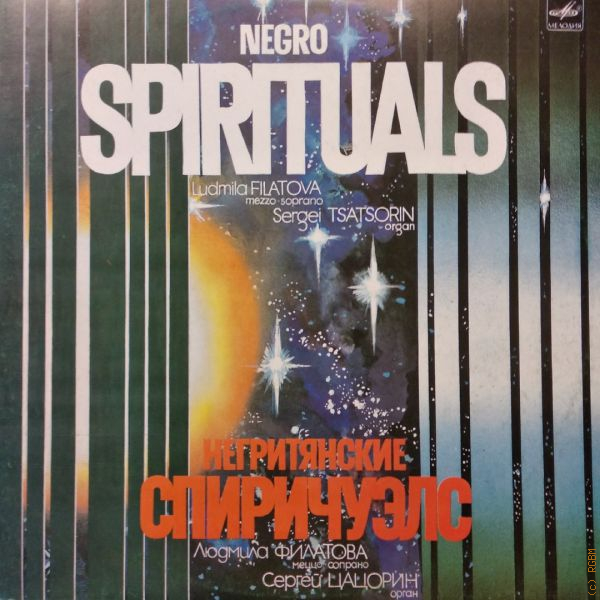 NEGRO
МЕЛОДИЯ
SPIRITUALS
Ludmila FILATOVA
mezzo-soprano
Sergei TSATSORIN
organ
НЕГРИТЯНСКИЕ
СПИРИЧУЭЛС
Людмила ФИЛАТОВА
меццо-сопрано
Сергей ЦАЦОРИН
орган
(c) РGBM